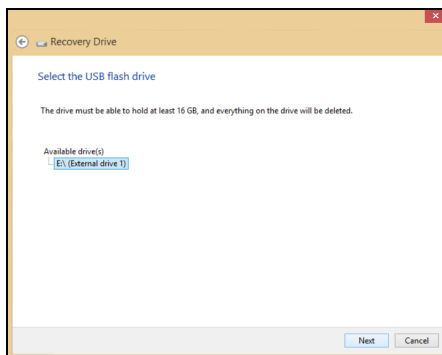 Recovery Drive
Select the USB flash drive
The drive must be able to hold at least 16 GB, and everything on the drive will be deleted.
Available drive(s)
E:\ (External drive 1)
Next Cancel